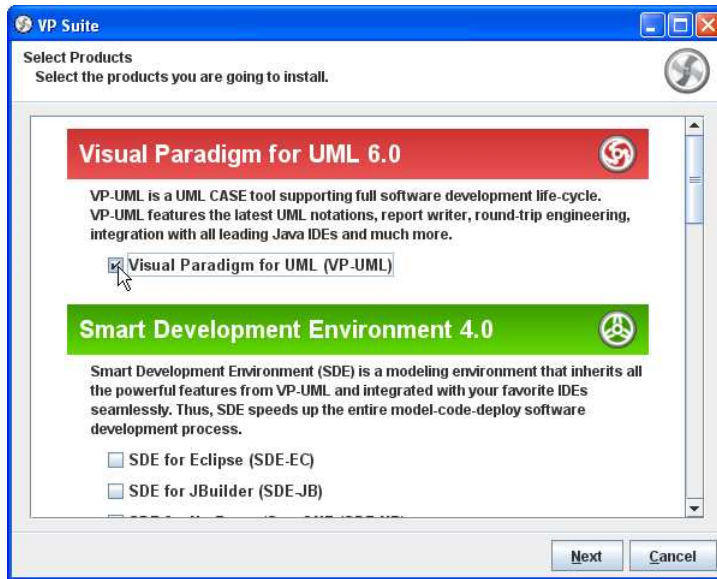 VP Suite
Select Products
Select the products you are going to install.
Visual Paradigm for UML 6.0
VP-UML is a UML CASE tool supporting full software development life-cycle.
VP-UML features the latest UML notations, report writer, round-trip engineering,
integration with all leading Java IDEs and much more.
Visual Paradigm for UML (VP-UML)
Smart Development Environment 4.0
Smart Development Environment (SDE) is a modeling environment that inherits all
the powerful features from VP-UML and integrated with your favorite IDEs
seamlessly. Thus, SDE speeds up the entire model-code-deploy software
development process.
SDE for Eclipse (SDE-EC)
SDE for JBuilder (SDE-JB)
Next Cancel